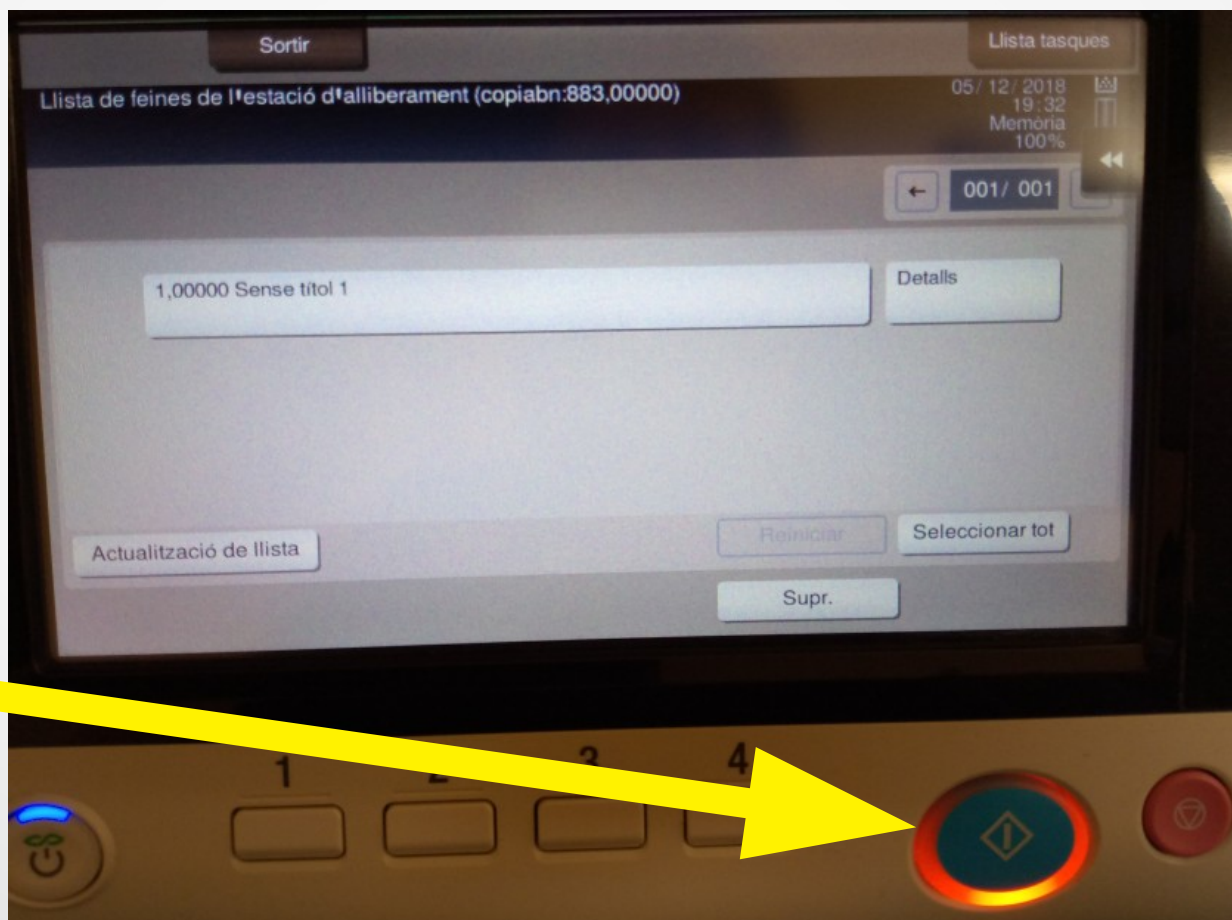 Sortir
Llista tasques
Llista de feines de l'estació d'alliberament (copiabn:883,00000)
05/ 12/ 2018
19:32
Memòria
100%
001/ 001
1,00000 Sense títol 1
Detalls
Actualització de llista
Reiniciar
Seleccionar tot
Supr.
1
2
3
4